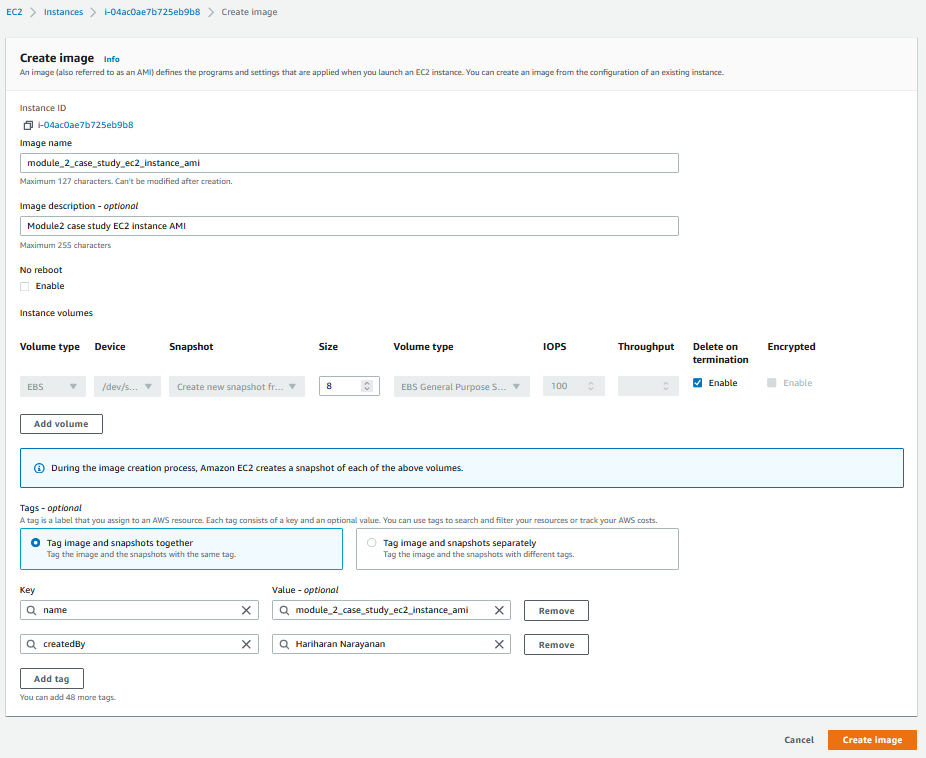 EC2 > Instances > i-04ac0ae7b725eb9b8 > Create image
Create image Info
An image (also referred to as an AMI) defines the programs and settings that are applied when you launch an EC2 instance. You can create an image from the configuration of an existing instance.
Instance ID
i-04ac0ae7b725eb9b8
Image name
module_2_case_study_ec2_instance_ami
Maximum 127 characters. Can't be modified after creation.
Image description - optional
Module2 case study EC2 instance AMI
Maximum 255 characters
No reboot
Enable
Instance volumes
Volume type Device Snapshot Size Volume type IOPS Throughput Delete on termination Encrypted
EBS /dev/s... Create new snapshot fr... 8 EBS General Purpose S... 100 Enable Enable
Add volume
During the image creation process, Amazon EC2 creates a snapshot of each of the above volumes.
Tags - optional
A tag is a label that you assign to an AWS resource. Each tag consists of a key and an optional value. You can use tags to search and filter your resources or track your AWS costs.
Tag image and snapshots together
Tag the image and the snapshots with the same tag.
Tag image and snapshots separately
Tag the image and the snapshots with different tags.
Key Value - optional
name module_2_case_study_ec2_instance_ami Remove
createdBy Hariharan Narayanan Remove
Add tag
You can add 48 more tags.
Cancel Create Image